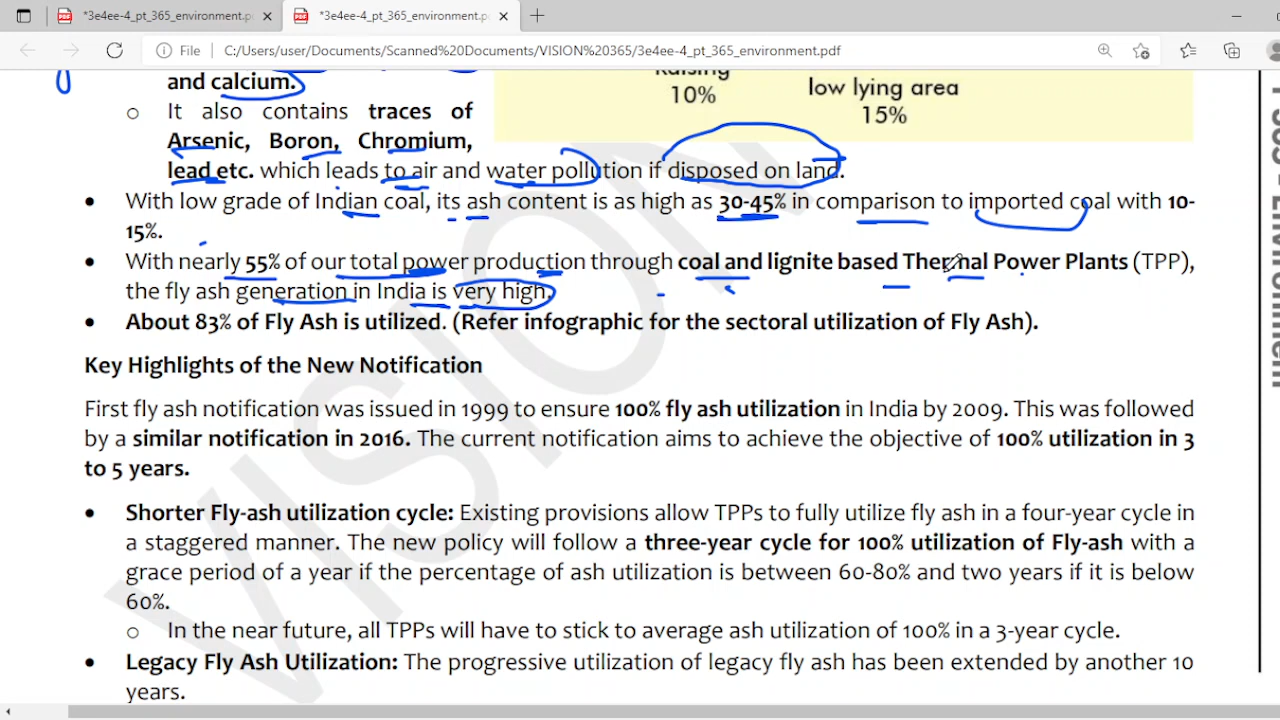 *3e4ee-4_pt_365_environment.p
*3e4ee-4_pt_365_environment.p
File C:/Users/user/Documents/Scanned%20Documents/VISION%20365/3e4ee-4_pt_365_environment.pdf
and calcium.
Raising
10%
low lying area
15%
o It also contains traces of
Arsenic, Boron, Chromium,
lead etc. which leads to air and water pollution if disposed on land.
• With low grade of Indian coal, its ash content is as high as 30-45% in comparison to imported coal with 10-
15%.
• With nearly 55% of our total power production through coal and lignite based Thermal Power Plants (TPP),
the fly ash generation in India is very high.
• About 83% of Fly Ash is utilized. (Refer infographic for the sectoral utilization of Fly Ash).
Key Highlights of the New Notification
First fly ash notification was issued in 1999 to ensure 100% fly ash utilization in India by 2009. This was followed
by a similar notification in 2016. The current notification aims to achieve the objective of 100% utilization in 3
to 5 years.
• Shorter Fly-ash utilization cycle: Existing provisions allow TPPs to fully utilize fly ash in a four-year cycle in
a staggered manner. The new policy will follow a three-year cycle for 100% utilization of Fly-ash with a
grace period of a year if the percentage of ash utilization is between 60-80% and two years if it is below
60%.
o In the near future, all TPPs will have to stick to average ash utilization of 100% in a 3-year cycle.
• Legacy Fly Ash Utilization: The progressive utilization of legacy fly ash has been extended by another 10
years.
VISION